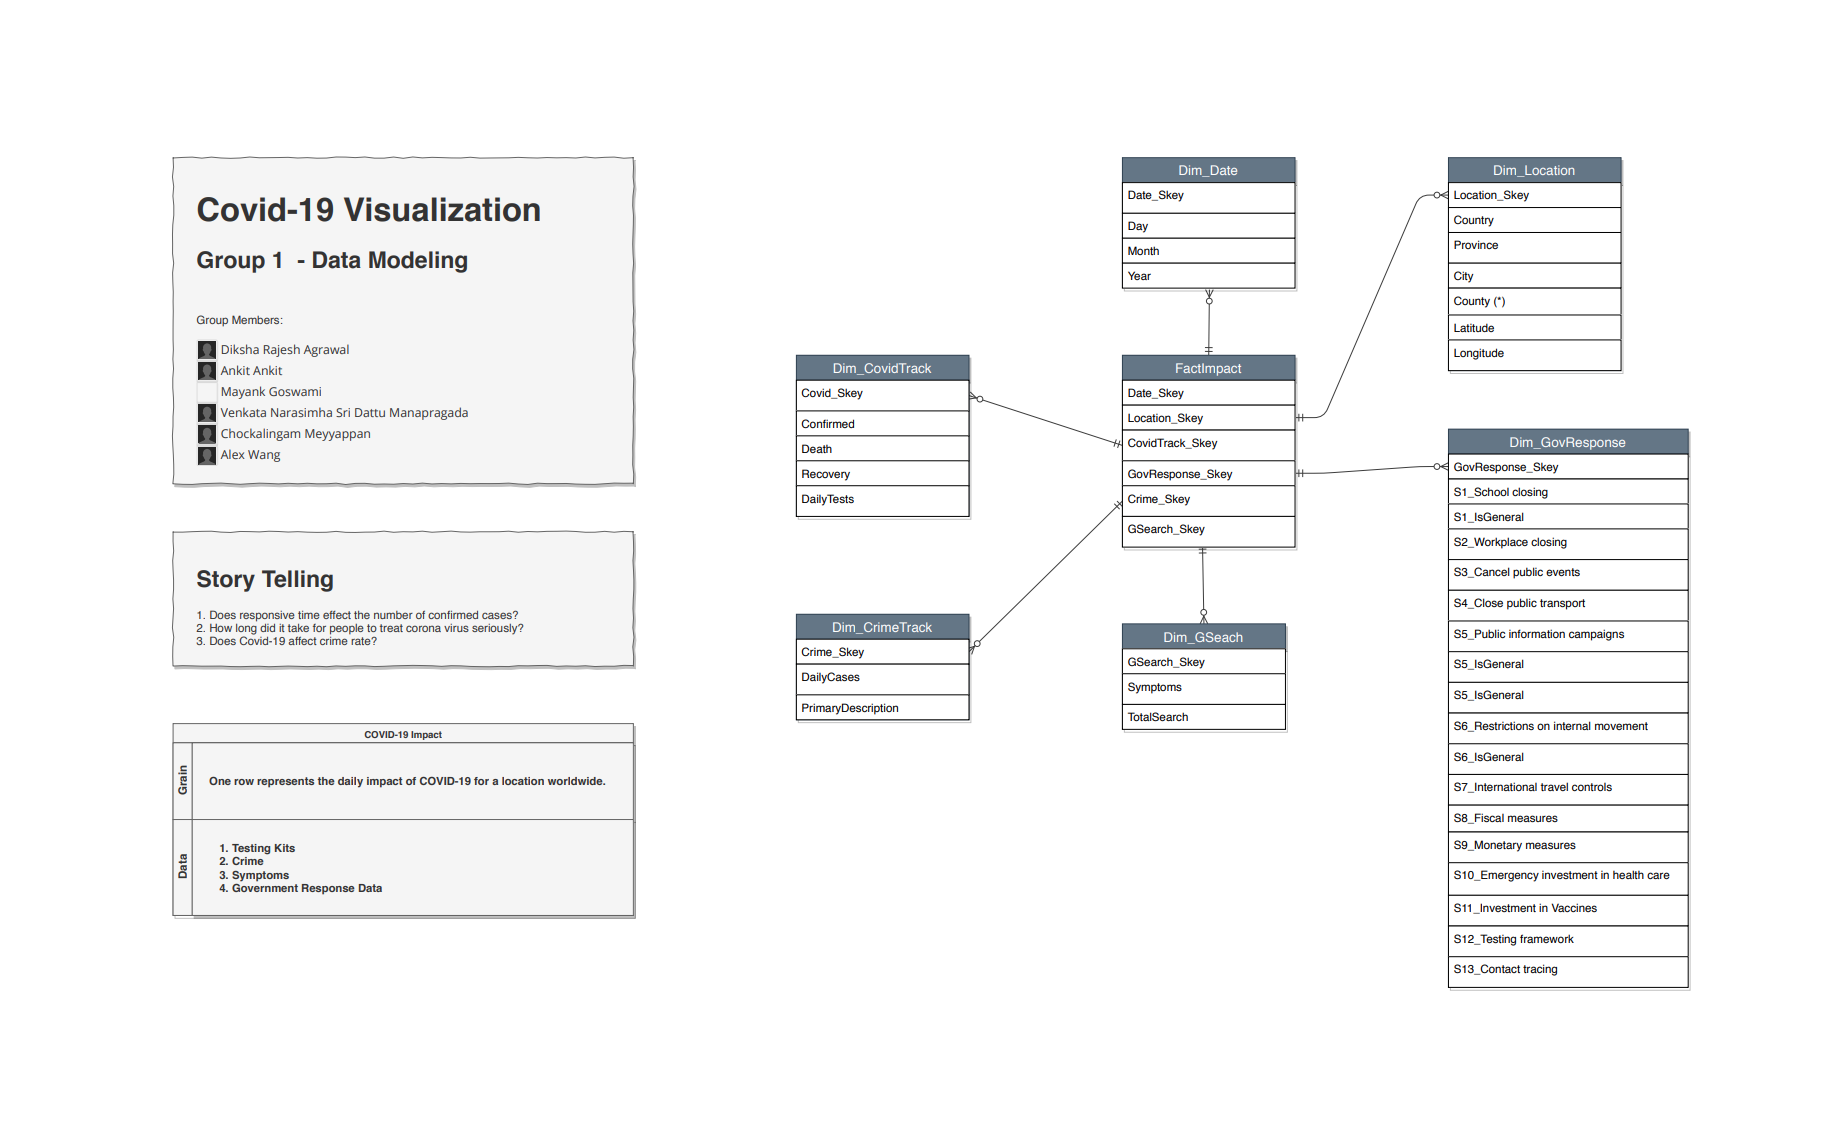 Covid-19 Visualization
Group 1 - Data Modeling
Group Members:
Diksha Rajesh Agrawal
Ankit Ankit
Mayank Goswami
Venkata Narasimha Sri Dattu Manapragada
Chockalingam Meyyappan
Alex Wang
Story Telling
1. Does responsive time effect the number of confirmed cases?
2. How long did it take for people to treat corona virus seriously?
3. Does Covid-19 affect crime rate?
COVID-19 Impact
Grain
One row represents the daily impact of COVID-19 for a location worldwide.
Data
1. Testing Kits
2. Crime
3. Symptoms
4. Government Response Data
Dim_CovidTrack
Covid_Skey
Confirmed
Death
Recovery
DailyTests
Dim_CrimeTrack
Crime_Skey
DailyCases
PrimaryDescription
Dim_Date
Date_Skey
Day
Month
Year
FactImpact
Date_Skey
Location_Skey
CovidTrack_Skey
GovResponse_Skey
Crime_Skey
GSearch_Skey
Dim_GSeach
GSearch_Skey
Symptoms
TotalSearch
Dim_Location
Location_Skey
Country
Province
City
County (*)
Latitude
Longitude
Dim_GovResponse
GovResponse_Skey
S1_School closing
S1_IsGeneral
S2_Workplace closing
S3_Cancel public events
S4_Close public transport
S5_Public information campaigns
S5_IsGeneral
S5_IsGeneral
S6_Restrictions on internal movement
S6_IsGeneral
S7_International travel controls
S8_Fiscal measures
S9_Monetary measures
S10_Emergency investment in health care
S11_Investment in Vaccines
S12_Testing framework
S13_Contact tracing